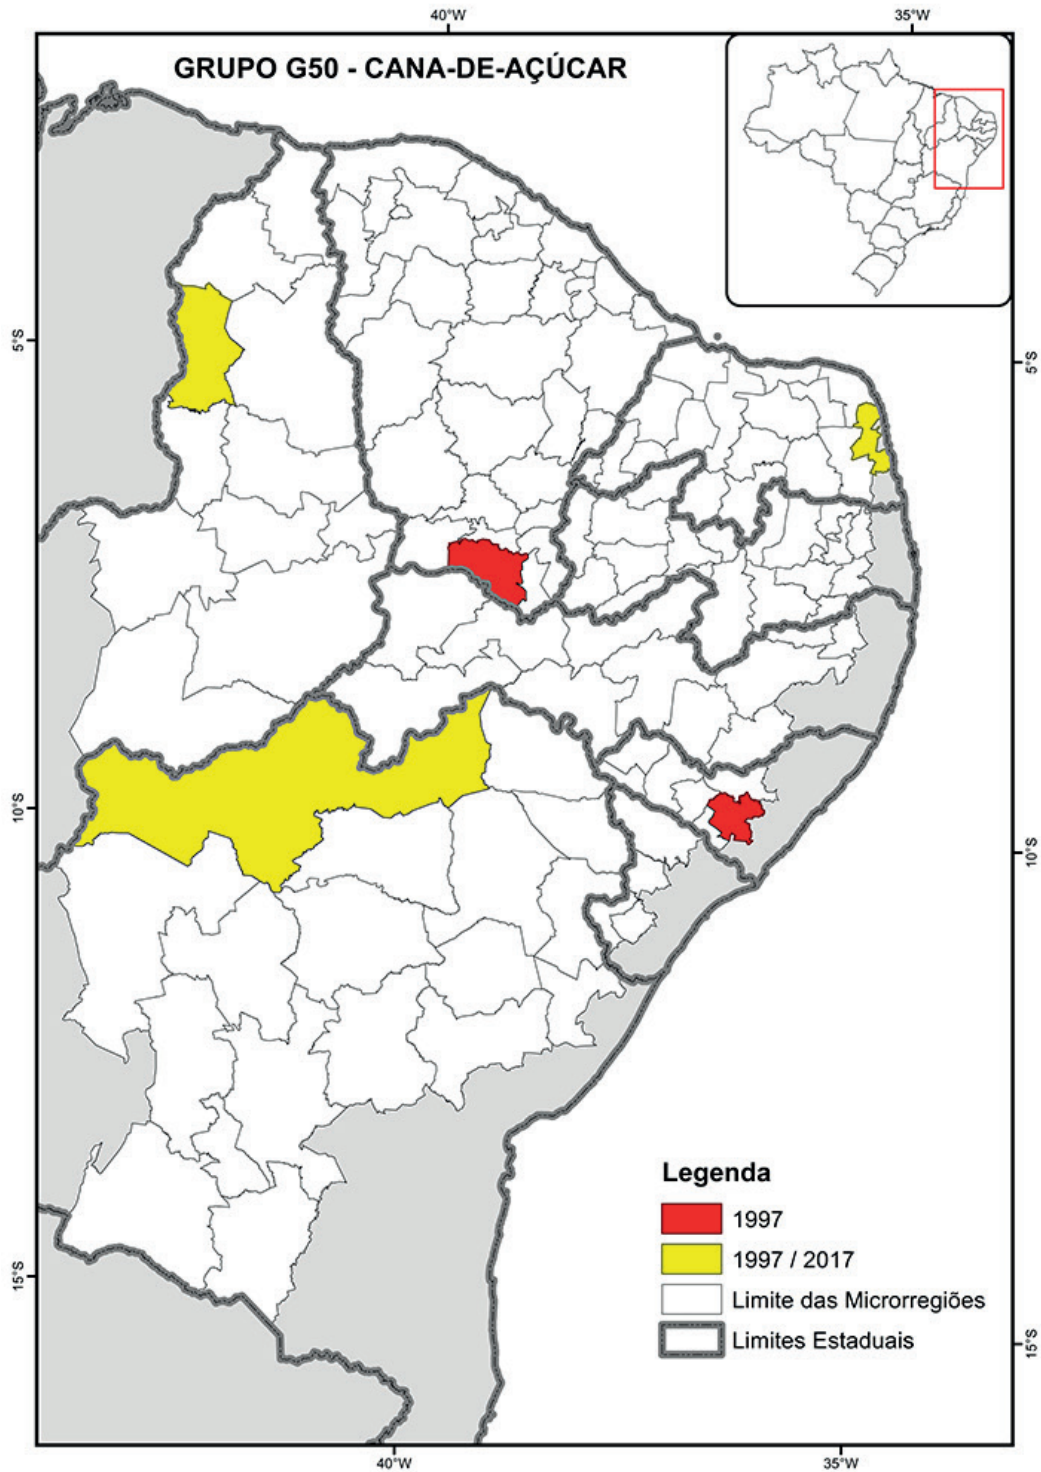 40°W
35°W
GRUPO G50 - CANA-DE-AÇÚCAR
5°S
5°S
10°S
10°S
Legenda
1997
1997 / 2017
Limite das Microrregiões
Limites Estaduais
15°S
15°S
40°W
35°W